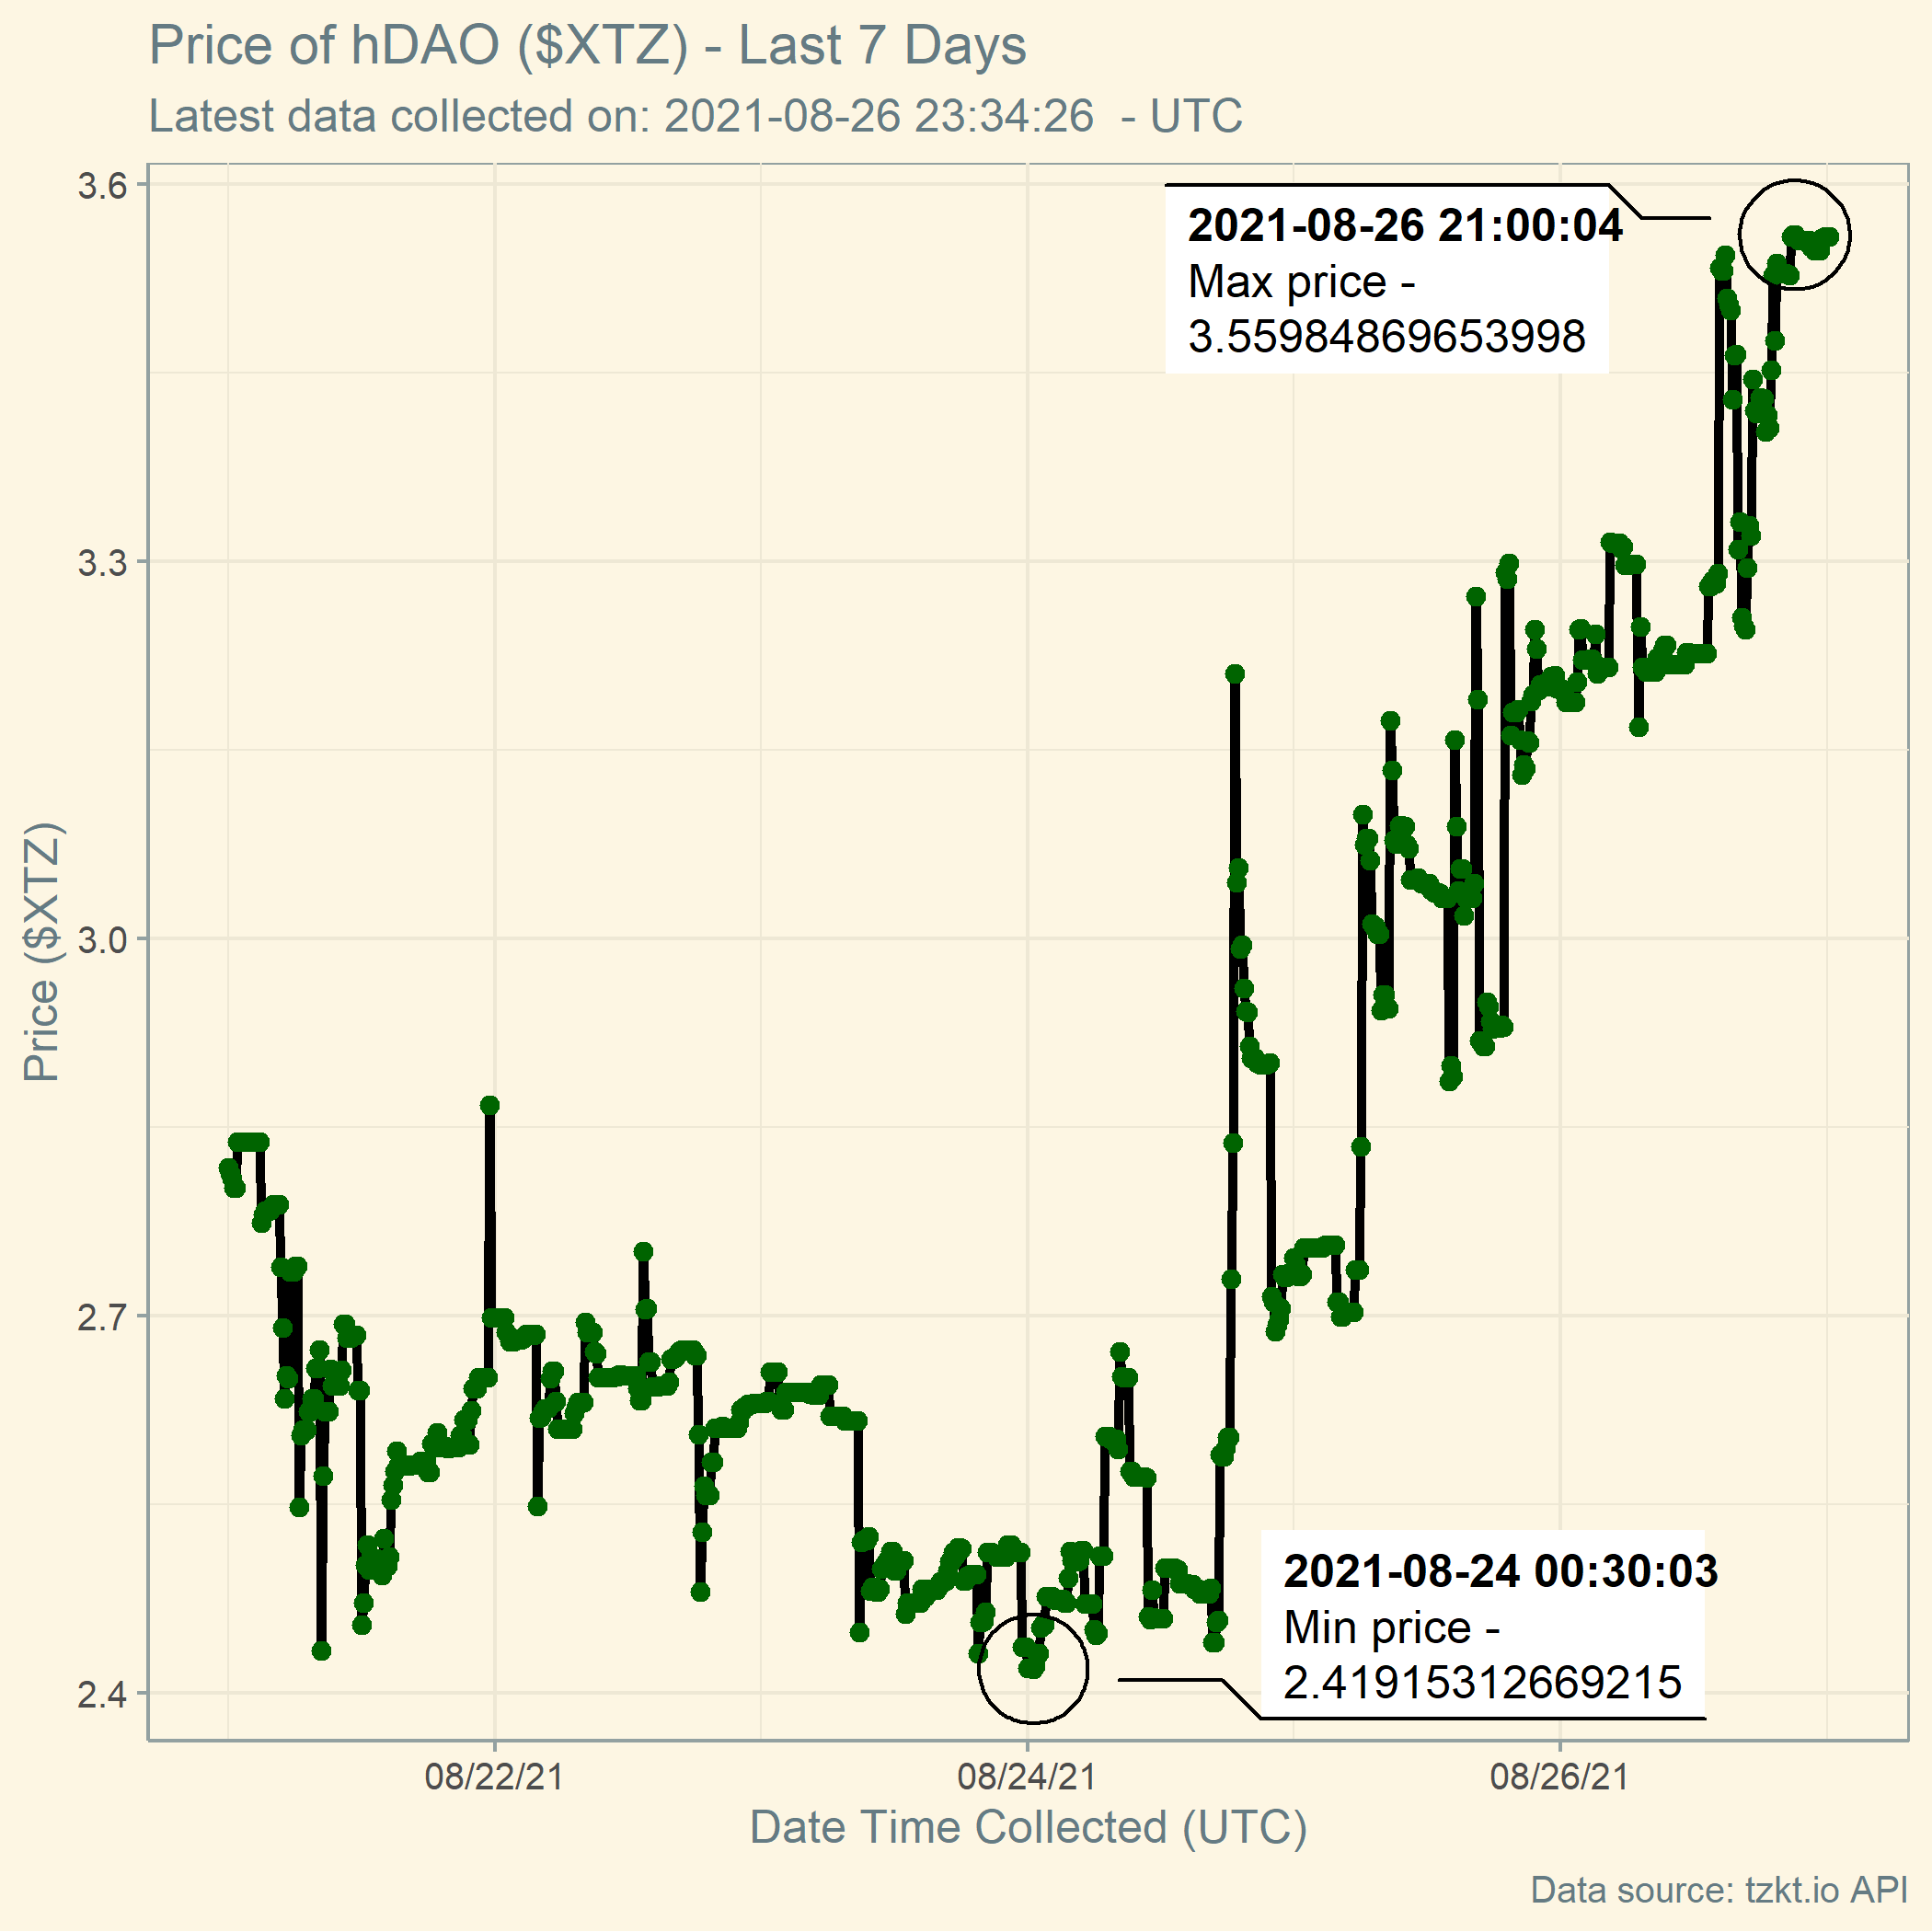 Price of hDAO ($XTZ) - Last 7 Days
Latest data collected on: 2021-08-26 23:34:26  - UTC
3.6
3.3
3.0
2.7
2.4
Price ($XTZ)
2021-08-26 21:00:04
Max price -
3.55984869653998
2021-08-24 00:30:03
Min price -
2.41915312669215
08/22/21
08/24/21
08/26/21
Date Time Collected (UTC)
Data source: tzkt.io API